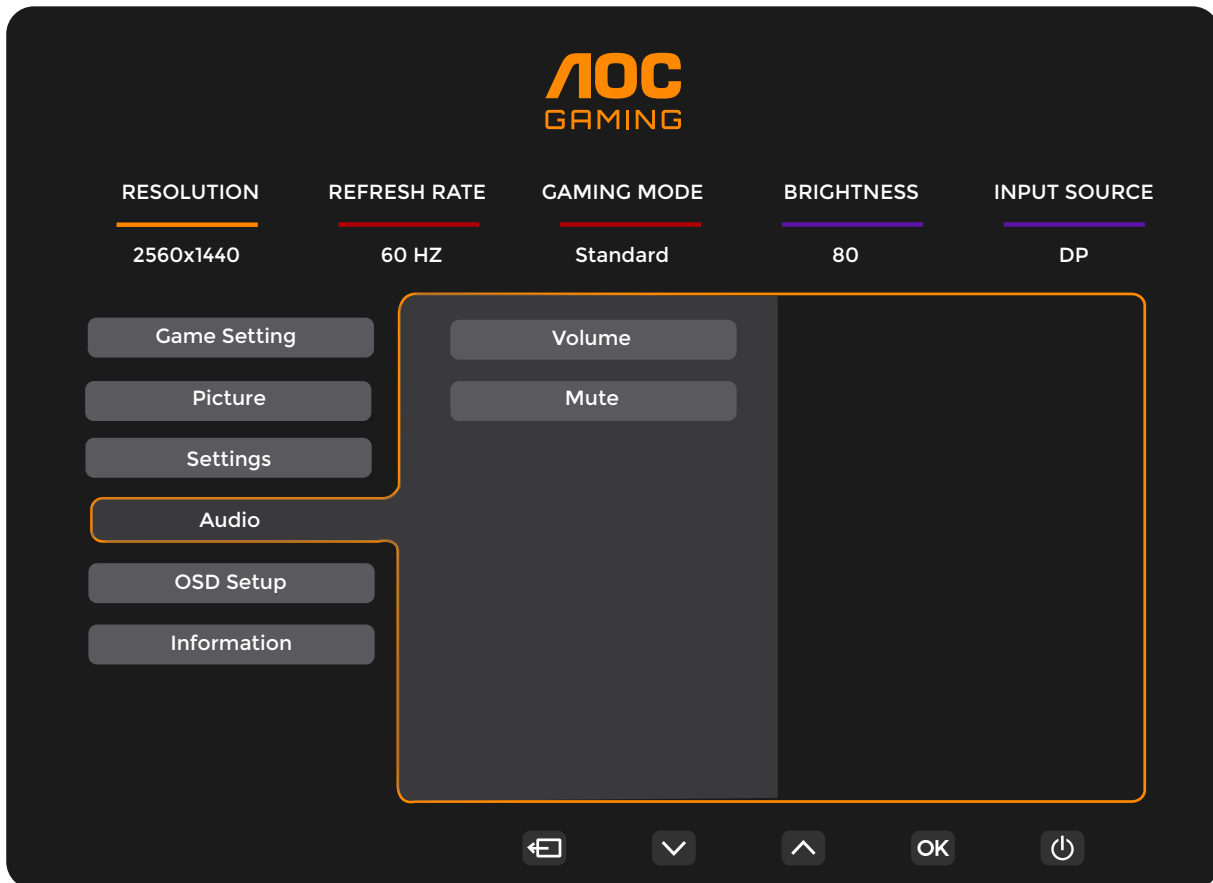 AOC
GAMING
RESOLUTION REFRESH RATE GAMING MODE BRIGHTNESS INPUT SOURCE
2560x1440 60 HZ Standard 80 DP
Game Setting Volume
Picture Mute
Settings
Audio
OSD Setup
Information
OK